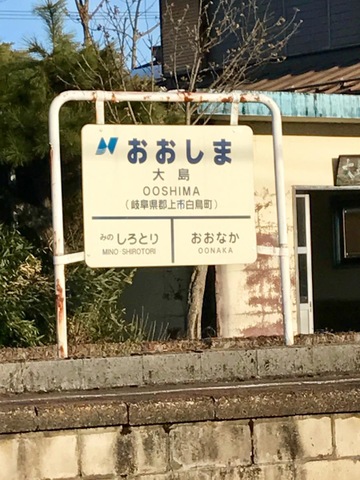 おおしま
大島
OOSHIMA
(岐阜県郡上市白鳥町)
みの しろとり
MINO-SHIROTORI
おおなか
OONAKA